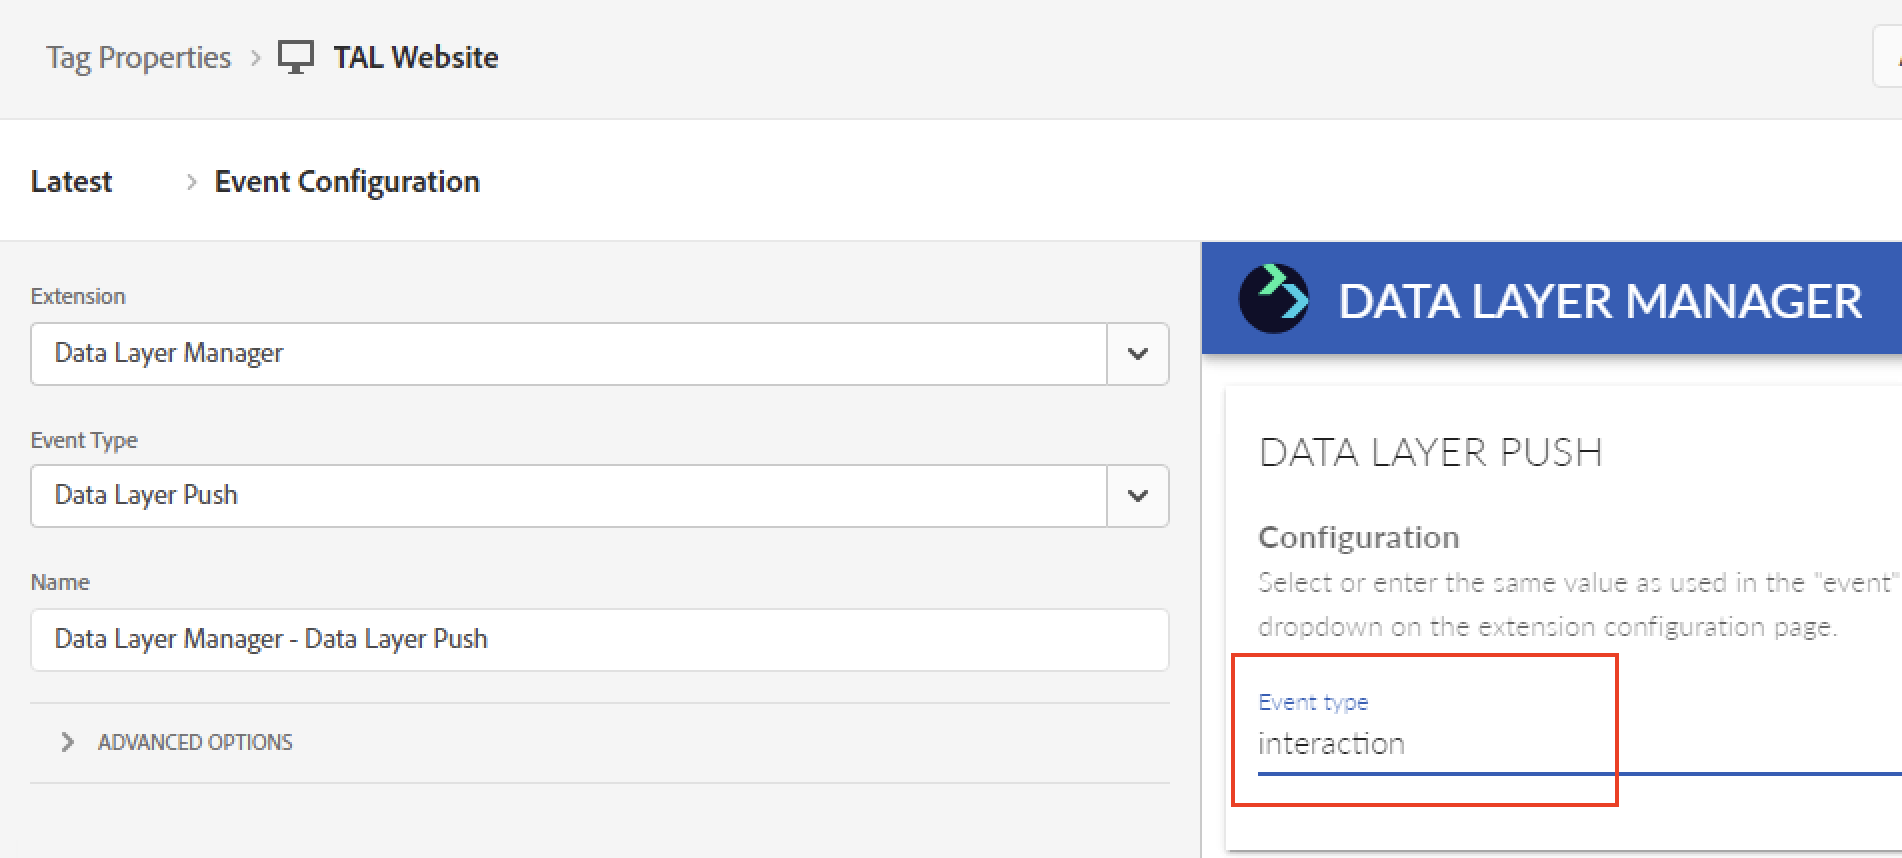 Tag Properties > TAL Website
Latest > Event Configuration
Extension
Data Layer Manager
Event Type
Data Layer Push
Name
Data Layer Manager - Data Layer Push
ADVANCED OPTIONS
DATA LAYER MANAGER
DATA LAYER PUSH
Configuration
Select or enter the same value as used in the "event"
dropdown on the extension configuration page.
Event type
interaction